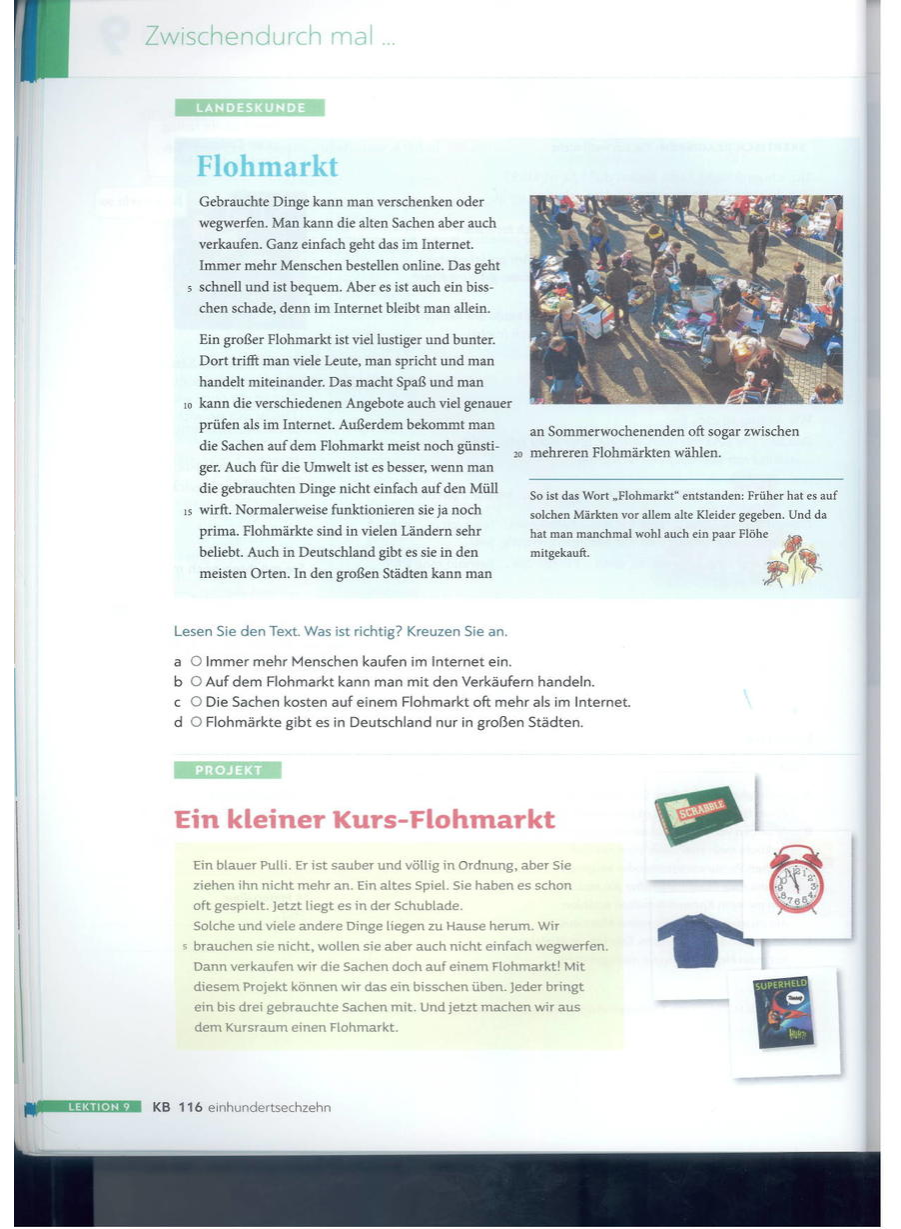 Zwischendurch mal ...
LANDESKUNDE
Flohmarkt
Gebrauchte Dinge kann man verschenken oder
wegwerfen. Man kann die alten Sachen aber auch
verkaufen. Ganz einfach geht das im Internet.
Immer mehr Menschen bestellen online. Das geht
5 schnell und ist bequem. Aber es ist auch ein biss-
chen schade, denn im Internet bleibt man allein.
Ein großer Flohmarkt ist viel lustiger und bunter.
Dort trifft man viele Leute, man spricht und man
handelt miteinander. Das macht Spaß und man
10 kann die verschiedenen Angebote auch viel genauer
prüfen als im Internet. Außerdem bekommt man
die Sachen auf dem Flohmarkt meist noch günsti-
ger. Auch für die Umwelt ist es besser, wenn man
die gebrauchten Dinge nicht einfach auf den Müll
15 wirft. Normalerweise funktionieren sie ja noch
prima. Flohmärkte sind in vielen Ländern sehr
beliebt. Auch in Deutschland gibt es sie in den
meisten Orten. In den großen Städten kann man
an Sommerwochenenden oft sogar zwischen
20 mehreren Flohmärkten wählen.
So ist das Wort „Flohmarkt“ entstanden: Früher hat es auf
solchen Märkten vor allem alte Kleider gegeben. Und da
hat man manchmal wohl auch ein paar Flöhe
mitgekauft.
Lesen Sie den Text. Was ist richtig? Kreuzen Sie an.
a ○ Immer mehr Menschen kaufen im Internet ein.
b ○ Auf dem Flohmarkt kann man mit den Verkäufern handeln.
c ○ Die Sachen kosten auf einem Flohmarkt oft mehr als im Internet.
d ○ Flohmärkte gibt es in Deutschland nur in großen Städten.
PROJEKT
Ein kleiner Kurs-Flohmarkt
Ein blauer Pulli. Er ist sauber und völlig in Ordnung, aber Sie
ziehen ihn nicht mehr an. Ein altes Spiel. Sie haben es schon
oft gespielt. Jetzt liegt es in der Schublade.
Solche und viele andere Dinge liegen zu Hause herum. Wir
5 brauchen sie nicht, wollen sie aber auch nicht einfach wegwerfen.
Dann verkaufen wir die Sachen doch auf einem Flohmarkt! Mit
diesem Projekt können wir das ein bisschen üben. Jeder bringt
ein bis drei gebrauchte Sachen mit. Und jetzt machen wir aus
dem Kursraum einen Flohmarkt.
SCRABBLE
SUPERHELD
LEKTION 9 KB 116 einhundertsechzehn